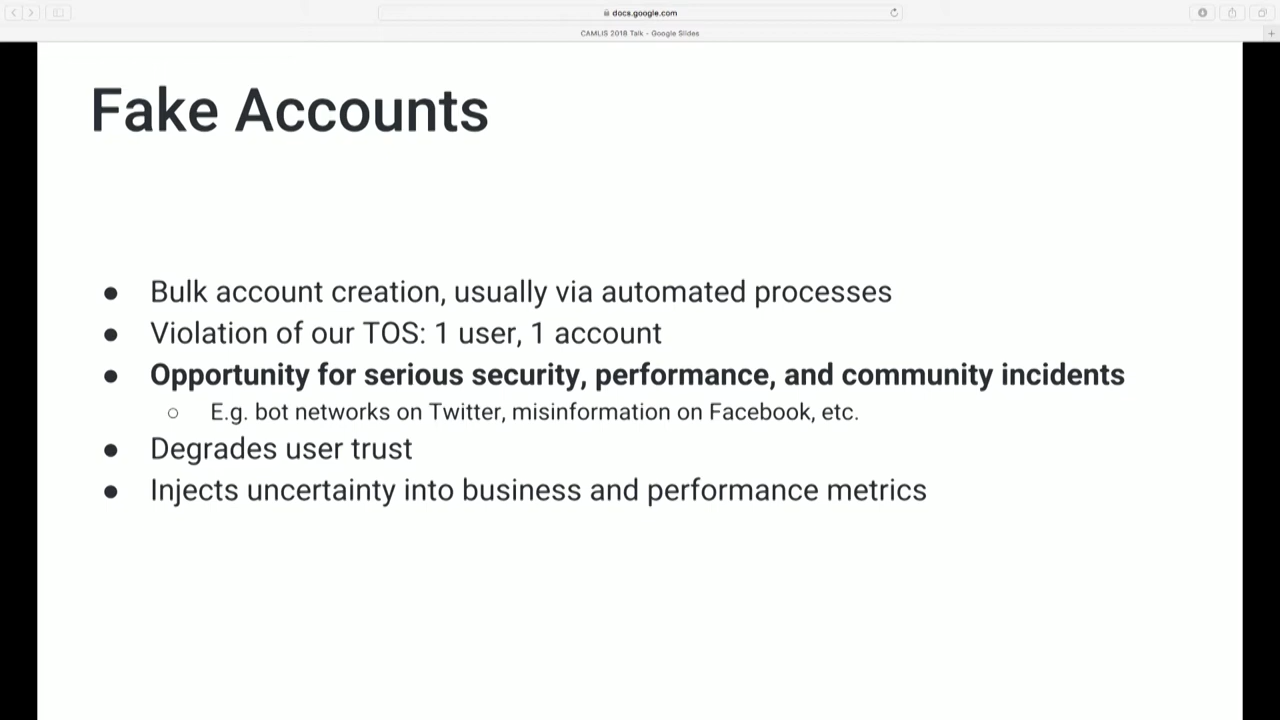 docs.google.com
CAMLIS 2018 Talk - Google Slides
Fake Accounts
● Bulk account creation, usually via automated processes
● Violation of our TOS: 1 user, 1 account
● Opportunity for serious security, performance, and community incidents
○ E.g. bot networks on Twitter, misinformation on Facebook, etc.
● Degrades user trust
● Injects uncertainty into business and performance metrics